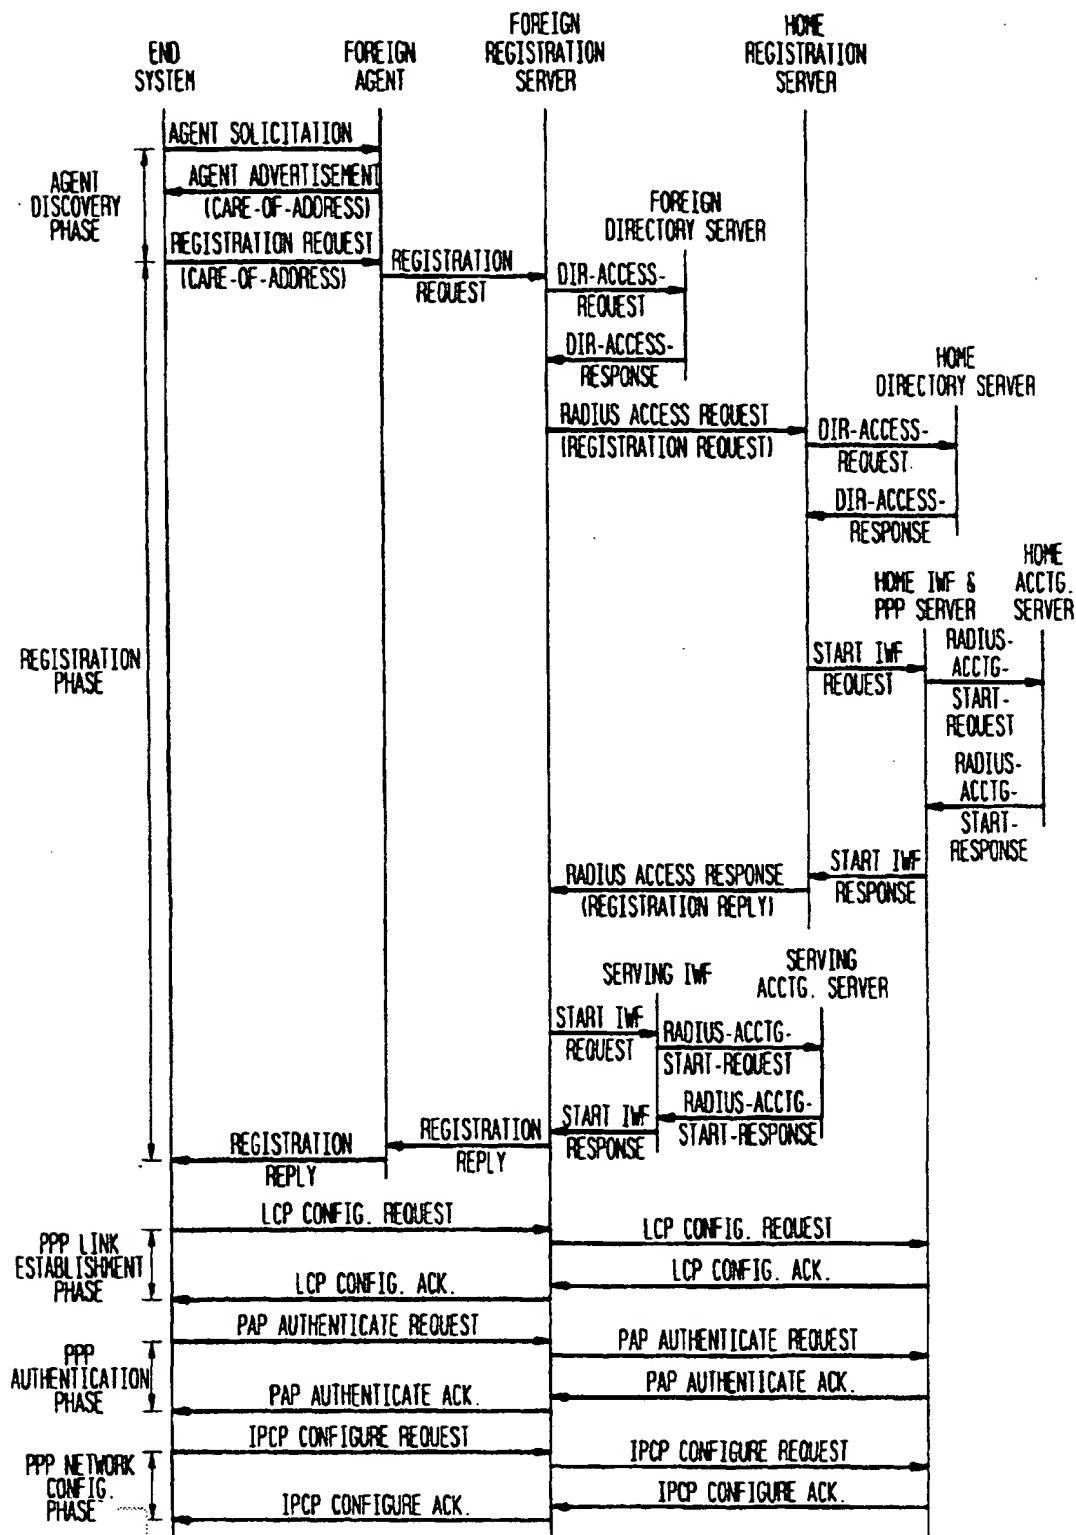 END
SYSTEM
FOREIGN
AGENT
FOREIGN
REGISTRATION
SERVER
HOME
REGISTRATION
SERVER
AGENT SOLICITATION
AGENT
DISCOVERY
PHASE
AGENT ADVERTISEMENT
(CARE-OF-ADDRESS)
REGISTRATION REQUEST
(CARE-OF-ADDRESS)
REGISTRATION
REQUEST
FOREIGN
DIRECTORY SERVER
DIR-ACCESS-
REQUEST
DIR-ACCESS-
RESPONSE
HOME
DIRECTORY SERVER
RADIUS ACCESS REQUEST
(REGISTRATION REQUEST)
DIR-ACCESS-
REQUEST
DIR-ACCESS-
RESPONSE
HOME IWF &
PPP SERVER
HOME
ACCTG.
SERVER
REGISTRATION
PHASE
START IWF
REQUEST
RADIUS-
ACCTG-
START-
REQUEST
RADIUS-
ACCTG-
START-
RESPONSE
START IWF
RESPONSE
RADIUS ACCESS RESPONSE
(REGISTRATION REPLY)
SERVING IWF
SERVING
ACCTG. SERVER
START IWF
REQUEST
RADIUS-ACCTG-
START-REQUEST
RADIUS-ACCTG-
START-RESPONSE
START IWF
RESPONSE
REGISTRATION
REPLY
REGISTRATION
REPLY
PPP LINK
ESTABLISHMENT
PHASE
LCP CONFIG. REQUEST
LCP CONFIG. REQUEST
LCP CONFIG. ACK.
LCP CONFIG. ACK.
PPP
AUTHENTICATION
PHASE
PAP AUTHENTICATE REQUEST
PAP AUTHENTICATE REQUEST
PAP AUTHENTICATE ACK.
PAP AUTHENTICATE ACK.
PPP NETWORK
CONFIG.
PHASE
IPCP CONFIGURE REQUEST
IPCP CONFIGURE REQUEST
IPCP CONFIGURE ACK.
IPCP CONFIGURE ACK.